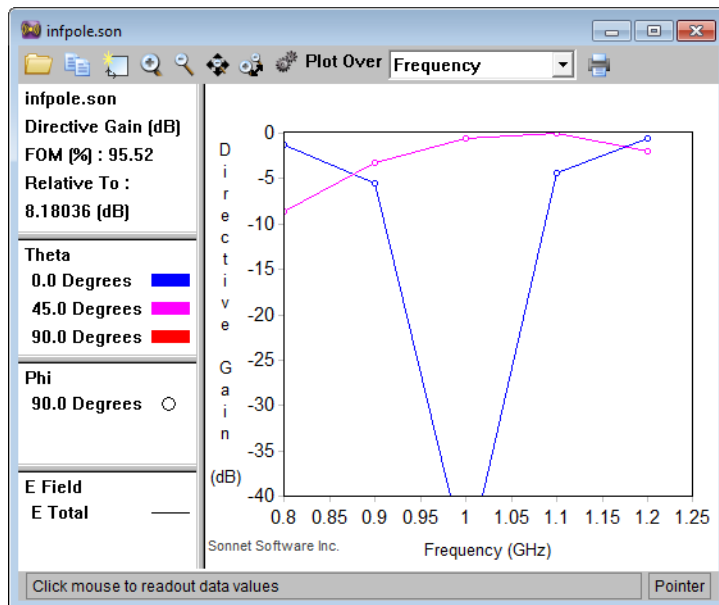 infpole.son
Plot Over Frequency
infpole.son
Directive Gain (dB)
FOM (%) : 95.52
Relative To :
8.18036 (dB)
Theta
0.0 Degrees
45.0 Degrees
90.0 Degrees
Phi
90.0 Degrees
E Field
E Total
Directive Gain (dB)
0
-5
-10
-15
-20
-25
-30
-35
-40
0.8 0.85 0.9 0.95 1 1.05 1.1 1.15 1.2 1.25
Sonnet Software Inc.
Frequency (GHz)
Click mouse to readout data values
Pointer